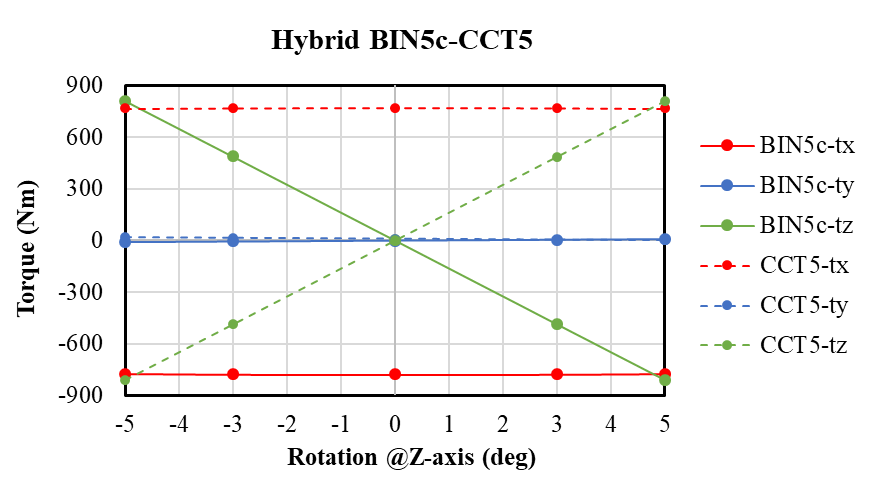 Hybrid BIN5c-CCT5
900
600
300
0
-300
-600
-900
Torque (Nm)
-5 -4 -3 -2 -1 0 1 2 3 4 5
Rotation @Z-axis (deg)
BIN5c-tx
BIN5c-ty
BIN5c-tz
CCT5-tx
CCT5-ty
CCT5-tz